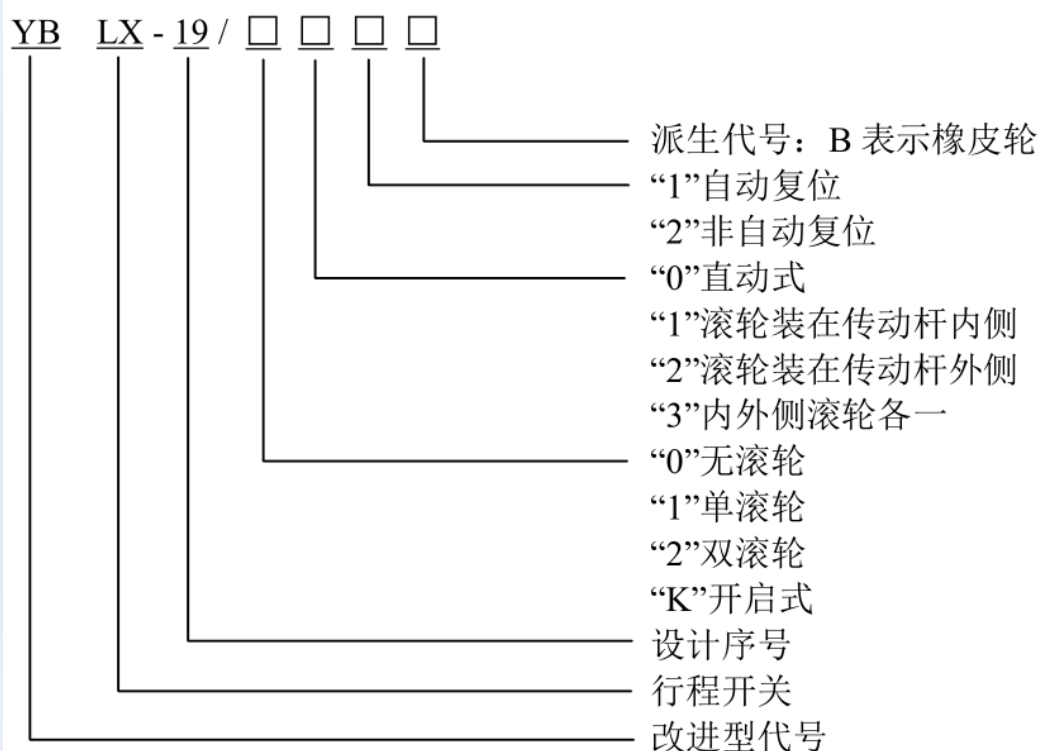 YB LX - 19 / □ □ □ □
派生代号：B 表示橡皮轮
“1”自动复位
“2”非自动复位
“0”直动式
“1”滚轮装在传动杆内侧
“2”滚轮装在传动杆外侧
“3”内外侧滚轮各一
“0”无滚轮
“1”单滚轮
“2”双滚轮
“K”开启式
设计序号
行程开关
改进型代号